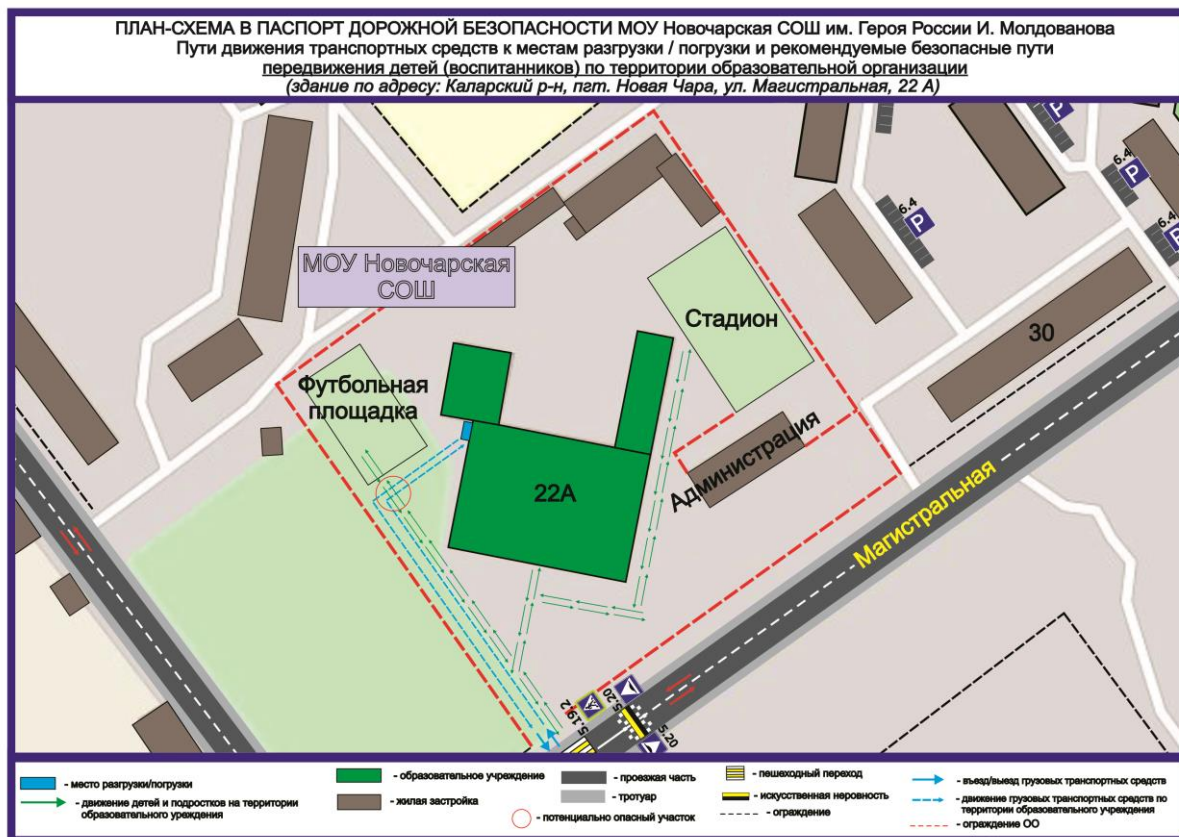 ПЛАН-СХЕМА В ПАСПОРТ ДОРОЖНОЙ БЕЗОПАСНОСТИ МОУ Новочарская СОШ им. Героя России И. Молдованова
Пути движения транспортных средств к местам разгрузки / погрузки и рекомендуемые безопасные пути
передвижения детей (воспитанников) по территории образовательной организации
(здание по адресу: Каларский р-н, пгт. Новая Чара, ул. Магистральная, 22 А)
P
6.4
P
6.4
P
6.4
P
МОУ Новочарская
СОШ
Стадион
30
Футбольная
площадка
Администрация
22А
Магистральная
5.19.2
5.20
5.20
- место разгрузки/погрузки
- движение детей и подростков на территории
образовательного уреждения
- образовательное учреждение
- жилая застройка
- потенциально опасный участок
- проезжая часть
- тротуар
- пешеходный переход
- искусственная неровность
- ограждение
- въезд/выезд грузовых транспортных средств
- движение грузовых транспортных средств по
территории образовательного учреждения
- ограждение ОО